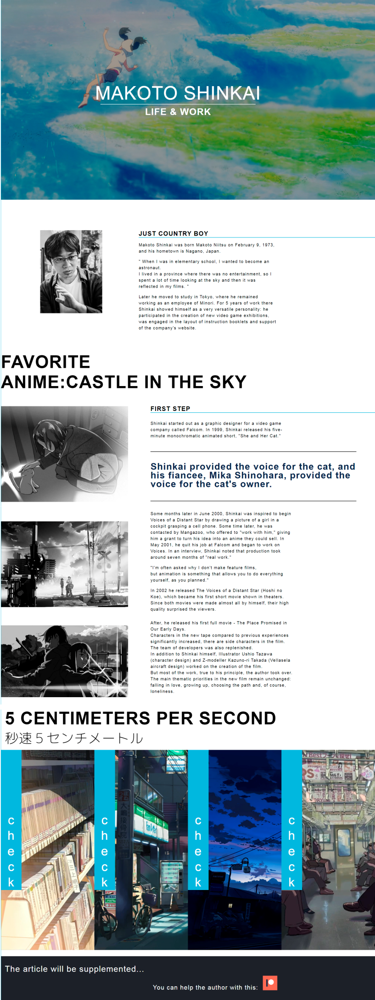 MAKOTO SHINKAI
LIFE & WORK
JUST COUNTRY BOY
Makoto Shinkai was born Makoto Niitsu on February 9, 1973,
and his hometown is Nagano, Japan.
" When I was in elementary school, I wanted to become an
astronaut.
I lived in a province where there was no entertainment, so I
spent a lot of time looking at the sky and then it was
reflected in my films. "
Later he moved to study in Tokyo, where he remained
working as an employee of Minori. For 5 years of work there
Shinkai showed himself as a very versatile personality: he
participated in the creation of new video game exhibitions,
was engaged in the layout of instruction booklets and support
of the company's website.
FAVORITE
ANIME:CASTLE IN THE SKY
FIRST STEP
Shinkai started out as a graphic designer for a video game
company called Falcom. In 1999, Shinkai released his five-
minute monochromatic animated short, "She and Her Cat."
Shinkai provided the voice for the cat, and
his fiancee, Mika Shinohara, provided the
voice for the cat's owner.
Some months later in June 2000, Shinkai was inspired to begin
Voices of a Distant Star by drawing a picture of a girl in a
cockpit grasping a cell phone. Some time later, he was
contacted by Mangazoo, who offered to "work with him," giving
him a grant to turn his idea into an anime they could sell. In
May 2001, he quit his job at Falcom and began to work on
Voices. In an interview, Shinkai noted that production took
around seven months of "real work."
"I'm often asked why I don't make feature films,
but animation is something that allows you to do everything
yourself, as you planned."
In 2002 he released The Voices of a Distant Star (Hoshi no
Koe), which became his first short movie shown in theaters.
Since both movies were made almost all by himself, their high
quality surprised the viewers.
After, he released his first full movie - The Place Promised in
Our Early Days.
Characters in the new tape compared to previous experiences
significantly increased, there are side characters in the film.
The team of developers was also replenished.
In addition to Shinkai himself, Illustrator Ushio Tazawa
(character design) and Z-modeller Kazuno-ri Takada (Vellasela
aircraft design) worked on the creation of the film.
But most of the work, true to his principle, the author took over.
The main thematic priorities in the new film remain unchanged:
falling in love, growing up, choosing the path and, of course,
loneliness.
5 CENTIMETERS PER SECOND
秒速５センチメートル
check
check
check
check
FamilyMart
大嶋接骨院
Best
The article will be supplemented...
You can help the author with this: